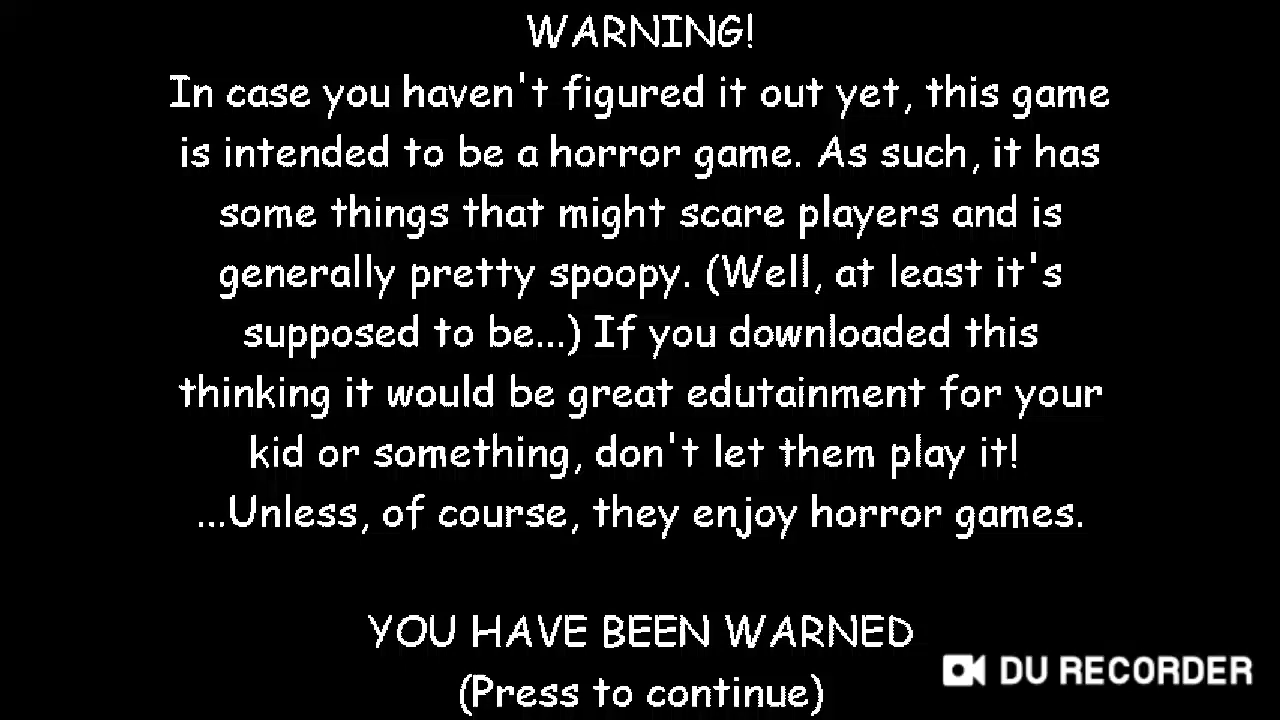 WARNING!
In case you haven't figured it out yet, this game
is intended to be a horror game. As such, it has
some things that might scare players and is
generally pretty spoopy. (Well, at least it's
supposed to be...) If you downloaded this
thinking it would be great edutainment for your
kid or something, don't let them play it!
...Unless, of course, they enjoy horror games.
YOU HAVE BEEN WARNED
(Press to continue)
DU RECORDER